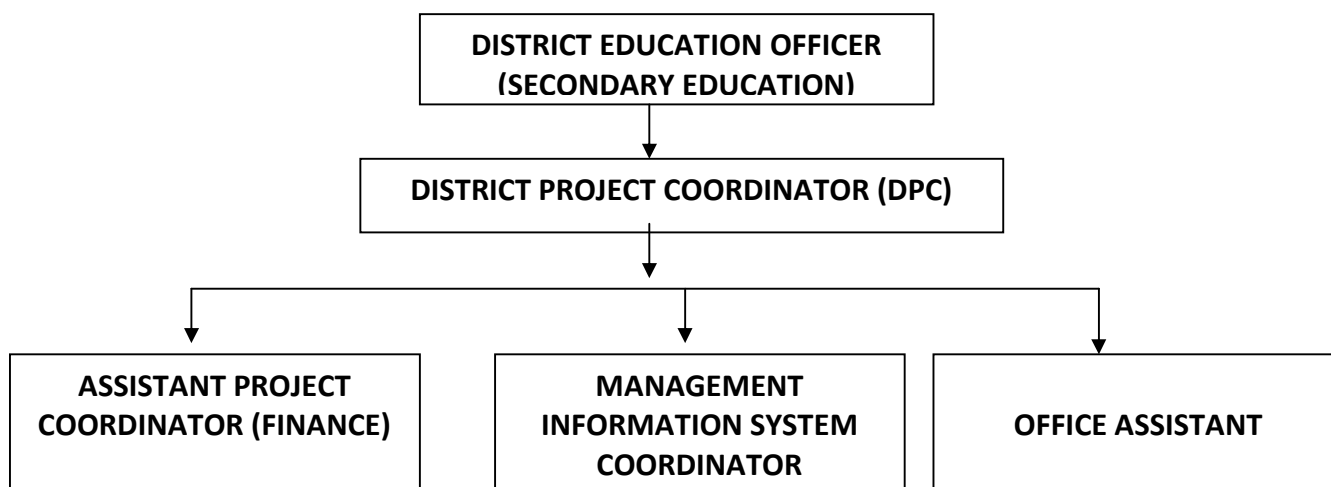 DISTRICT EDUCATION OFFICER
(SECONDARY EDUCATION)
DISTRICT PROJECT COORDINATOR (DPC)
ASSISTANT PROJECT
COORDINATOR (FINANCE)
MANAGEMENT
INFORMATION SYSTEM
COORDINATOR
OFFICE ASSISTANT